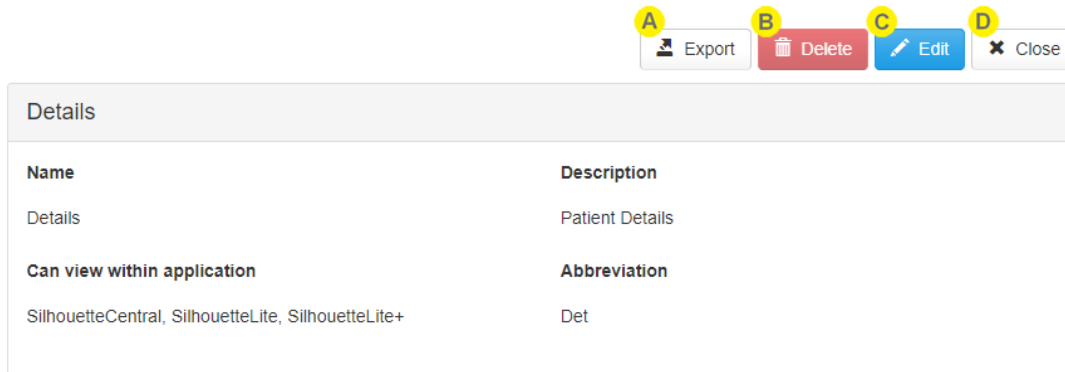 A B C D
Export Delete Edit Close
Details
Name Description
Details Patient Details
Can view within application Abbreviation
SilhouetteCentral, SilhouetteLite, SilhouetteLite+ Det